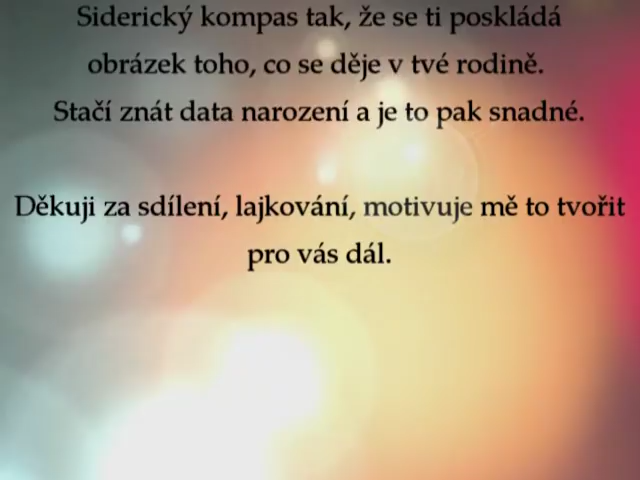 Siderický kompas tak, že se ti poskládá
obrázek toho, co se děje v tvé rodině.
Stačí znát data narození a je to pak snadné.
Děkuji za sdílení, lajkování, motivuje mě to tvořit
pro vás dál.